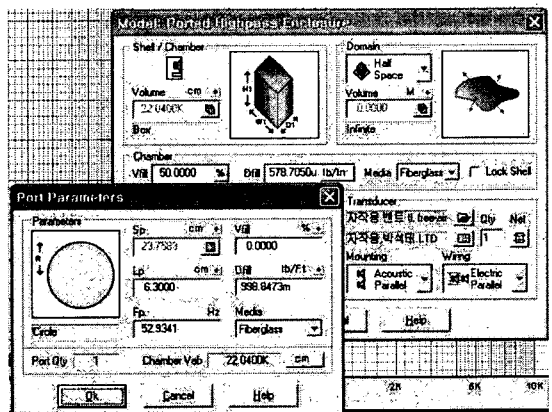 Model: Ported Highpass Enclosure
Shell / Chamber
Volume cm
22.0400K
Box
Domain
Half Space
Volume M
0.0000
Infinite
Chamber
Vfill 50.0000 %
Dfill 578.7050u lb/In
Media Fiberglass
Lock Shell
Port Parameters
Parameters
Circle
Sp cm
23.7583
Lp cm
6.3000
Fp Hz
52.9341
Vfill %
0.0000
Dfill lb/Ft
998.8473m
Media
Fiberglass
Port Qty 1
Chamber Vab 22.0400K cm
Ok
Cancel
Help
Transducer
Qty
Net
1
Mounting
Acoustic Parallel
Wiring
Electric Parallel
Help
2K
5K
10K